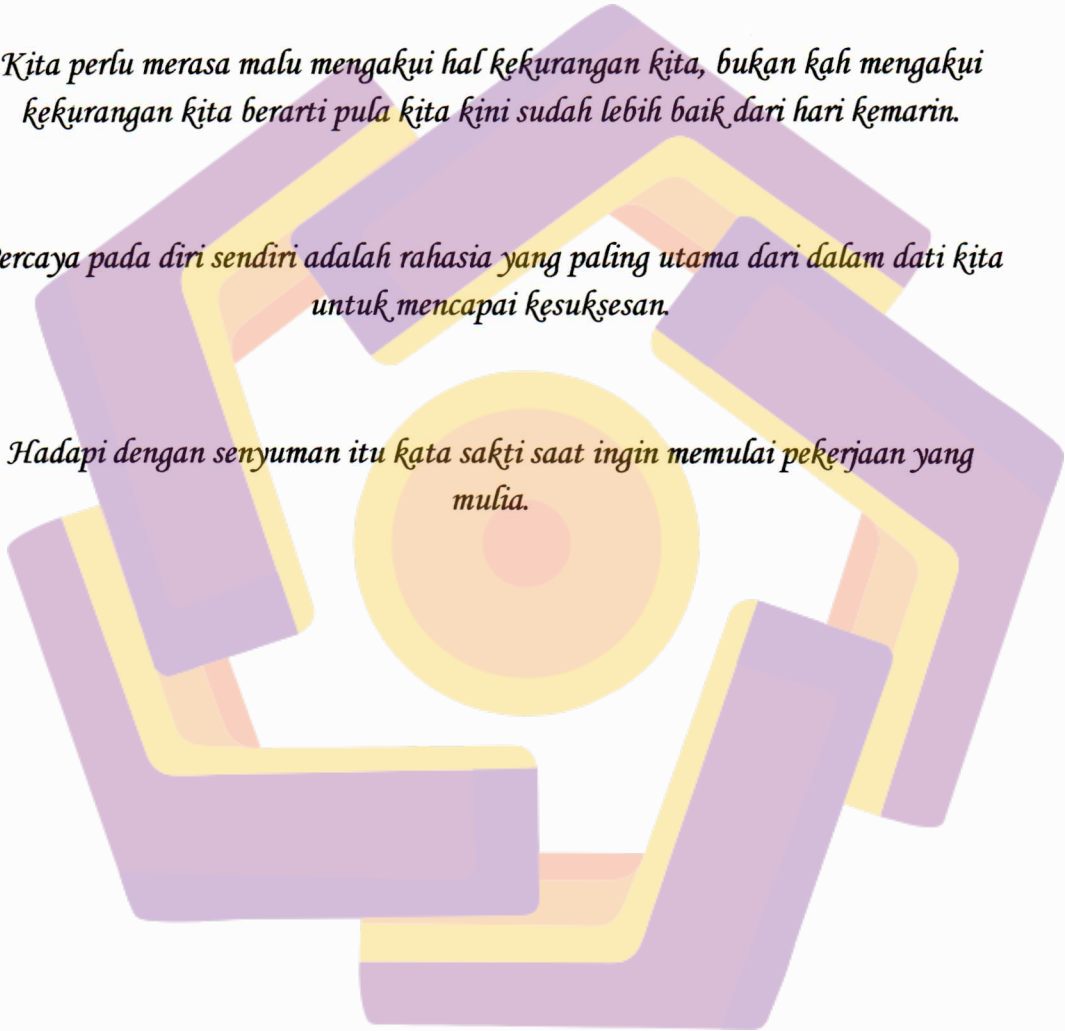 Kita perlu merasa malu mengakui hal kekurangan kita, bukan kah mengakui
kekurangan kita berarti pula kita kini sudah lebih baik dari hari kemarin.
ercaya pada diri sendiri adalah rahasia yang paling utama dari dalam dati kita
untuk mencapai kesuksesan.
Hadapi dengan senyuman itu kata sakti saat ingin memulai pekerjaan yang
mulia.